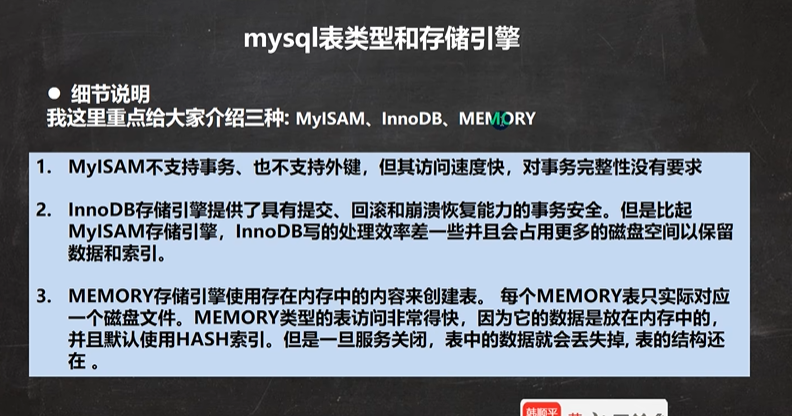 mysql表类型和存储引擎
● 细节说明
我这里重点给大家介绍三种: MyISAM、InnoDB、MEMORY
1. MyISAM不支持事务、也不支持外键，但其访问速度快，对事务完整性没有要求
2. InnoDB存储引擎提供了具有提交、回滚和崩溃恢复能力的事务安全。但是比起
MyISAM存储引擎，InnoDB写的处理效率差一些并且会占用更多的磁盘空间以保留
数据和索引。
3. MEMORY存储引擎使用存在内存中的内容来创建表。 每个MEMORY表只实际对应
一个磁盘文件。MEMORY类型的表访问非常得快，因为它的数据是放在内存中的，
并且默认使用HASH索引。但是一旦服务关闭，表中的数据就会丢失掉, 表的结构还
在 。
韩顺平